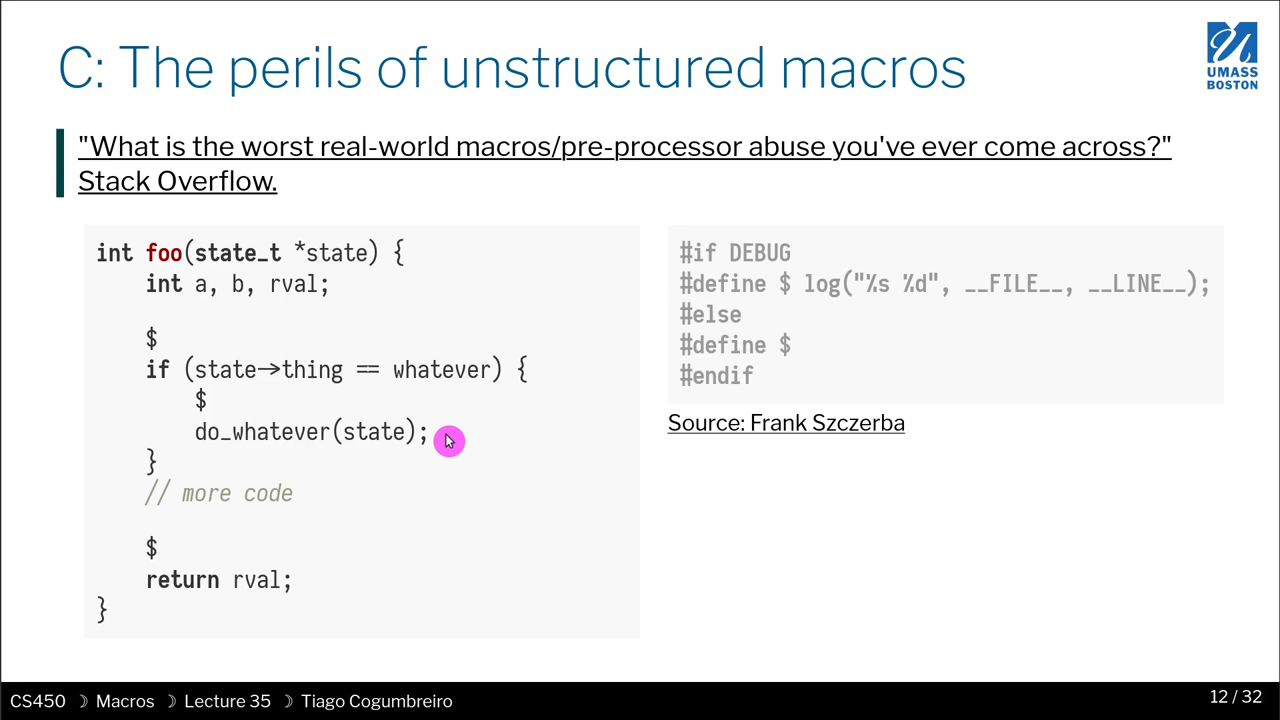 C: The perils of unstructured macros
UMASS
BOSTON
"What is the worst real-world macros/pre-processor abuse you've ever come across?"
Stack Overflow.
int foo(state_t *state) {
    int a, b, rval;

    $
    if (state->thing == whatever) {
        $
        do_whatever(state);
    }
    // more code

    $
    return rval;
}
#if DEBUG
#define $ log("%s %d", __FILE__, __LINE__);
#else
#define $
#endif
Source: Frank Szczerba
CS450 ☽ Macros ☽ Lecture 35 ☽ Tiago Cogumbreiro
12 / 32